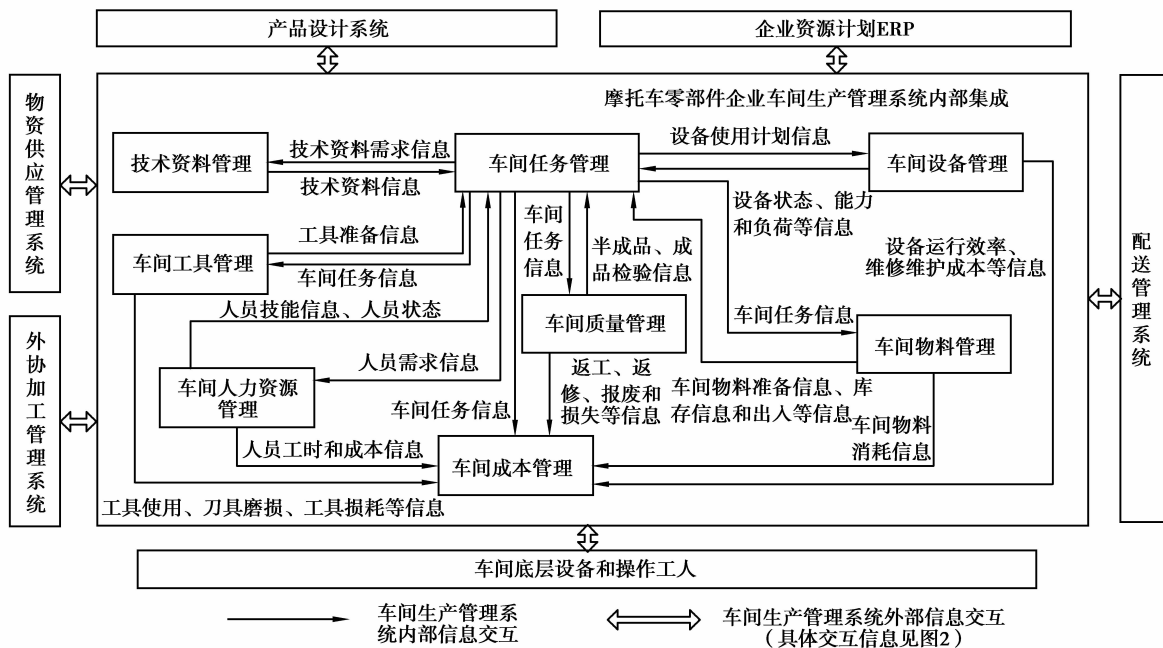 产品设计系统
企业资源计划ERP
物资供应管理系统
外协加工管理系统
配送管理系统
摩托车零部件企业车间生产管理系统内部集成
技术资料管理
技术资料需求信息
技术资料信息
车间任务管理
设备使用计划信息
车间设备管理
设备状态、能力
和负荷等信息
设备运行效率、
维修维护成本等信息
车间工具管理
工具准备信息
车间任务信息
车间
任务
信息
半成品、成
品检验信息
人员技能信息、人员状态
车间质量管理
车间任务信息
车间物料管理
人员需求信息
车间人力资源
管理
返工、返
修、报废和
损失等信息
车间物料准备信息、库
存信息和出入等信息
车间任务信息
车间物料
消耗信息
人员工时和成本信息
车间成本管理
工具使用、刀具磨损、工具损耗等信息
车间底层设备和操作工人
车间生产管理系
统内部信息交互
车间生产管理系统外部信息交互
(具体交互信息见图2)